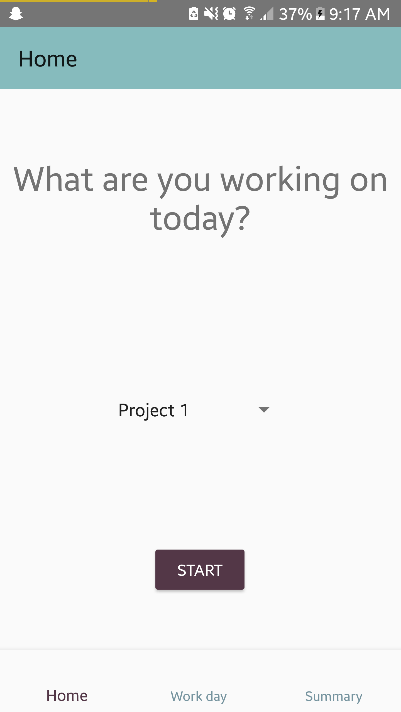 37% 9:17 AM
Home
What are you working on
today?
Project 1
START
Home Work day Summary